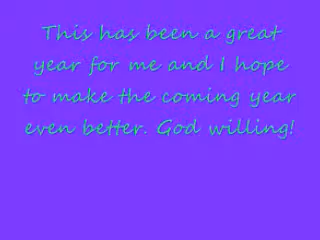 This has been a great
year for me and I hope
to make the coming year
even better. God willing!